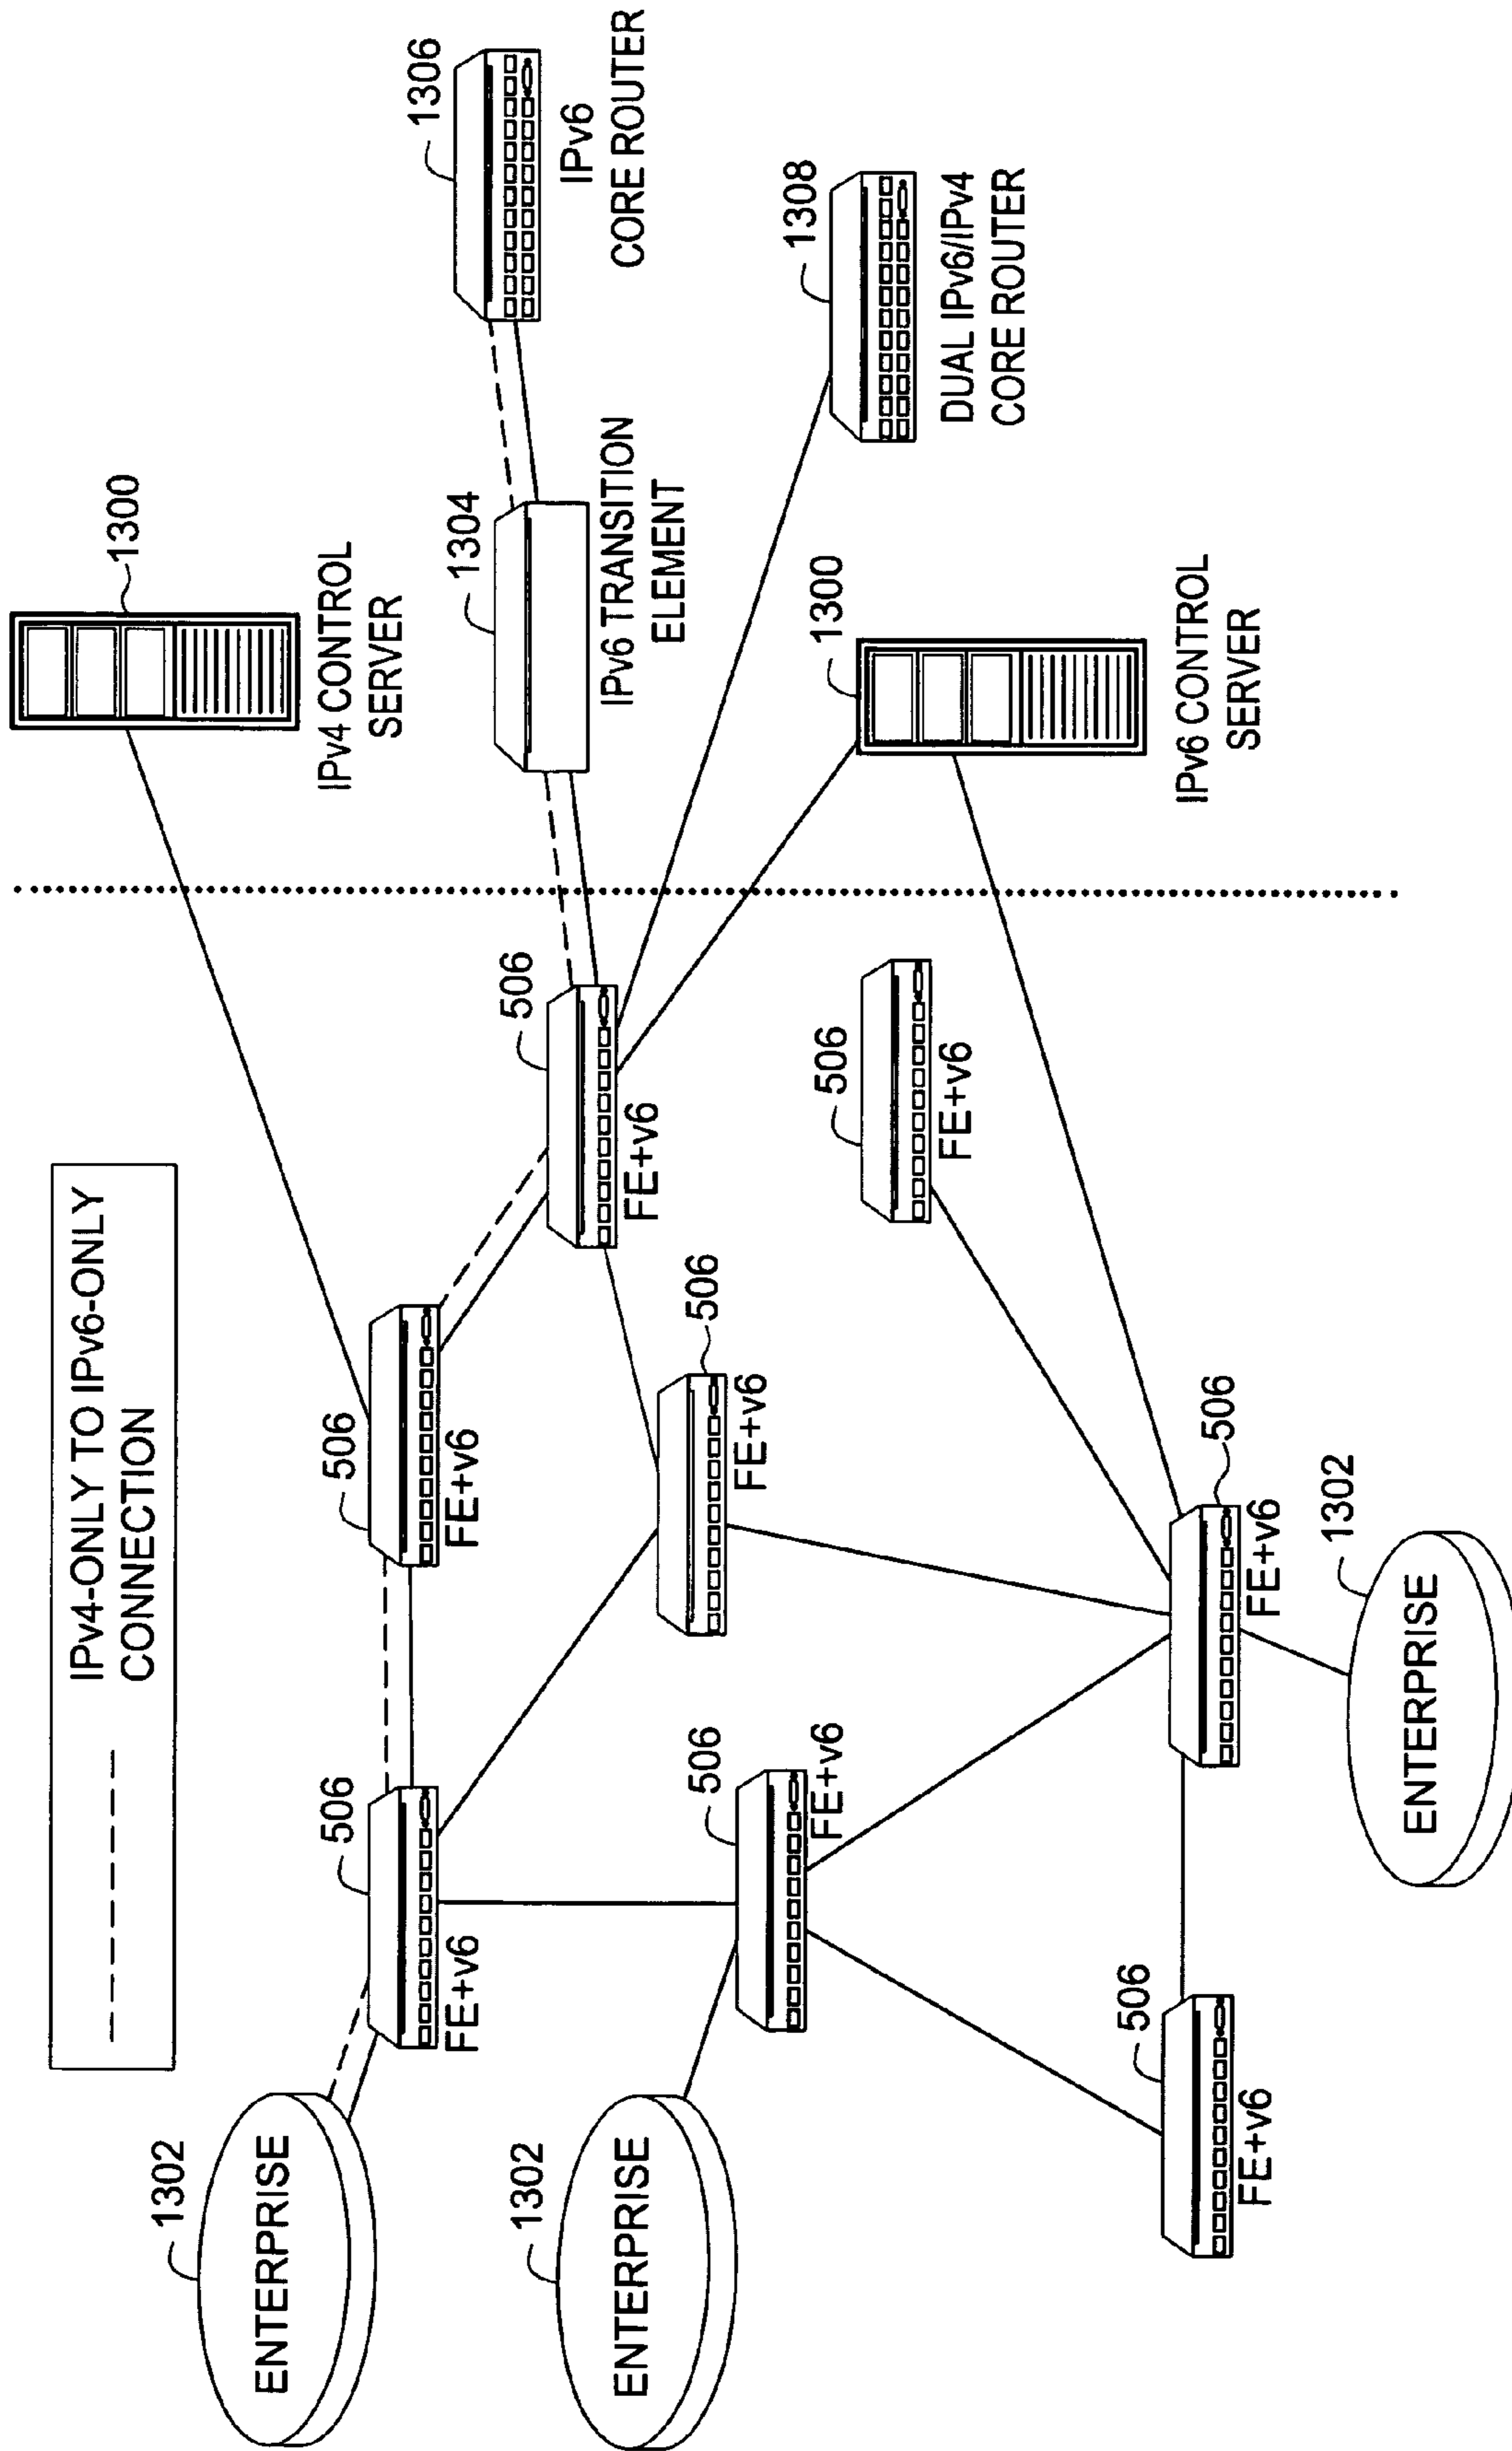 IPv4-ONLY TO IPv6-ONLY
CONNECTION
1300
IPv4 CONTROL
SERVER
1302
ENTERPRISE
506
FE+v6
506
FE+v6
506
FE+v6
1304
IPv6 TRANSITION
ELEMENT
1306
IPv6
CORE ROUTER
1302
ENTERPRISE
506
FE+v6
506
FE+v6
506
FE+v6
1300
IPv6 CONTROL
SERVER
1308
DUAL IPv6/IPv4
CORE ROUTER
506
FE+v6
506
FE+v6
1302
ENTERPRISE